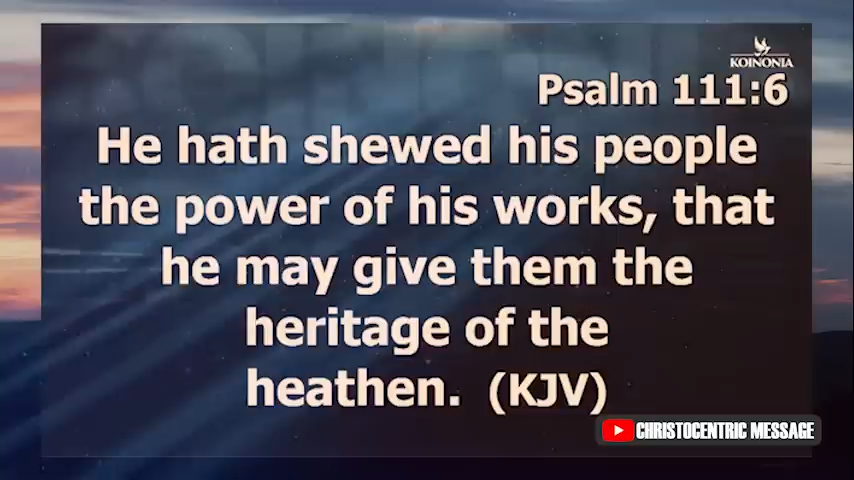 KOINONIA
Psalm 111:6
He hath shewed his people
the power of his works, that
he may give them the
heritage of the
heathen. (KJV)
CHRISTOCENTRIC MESSAGE